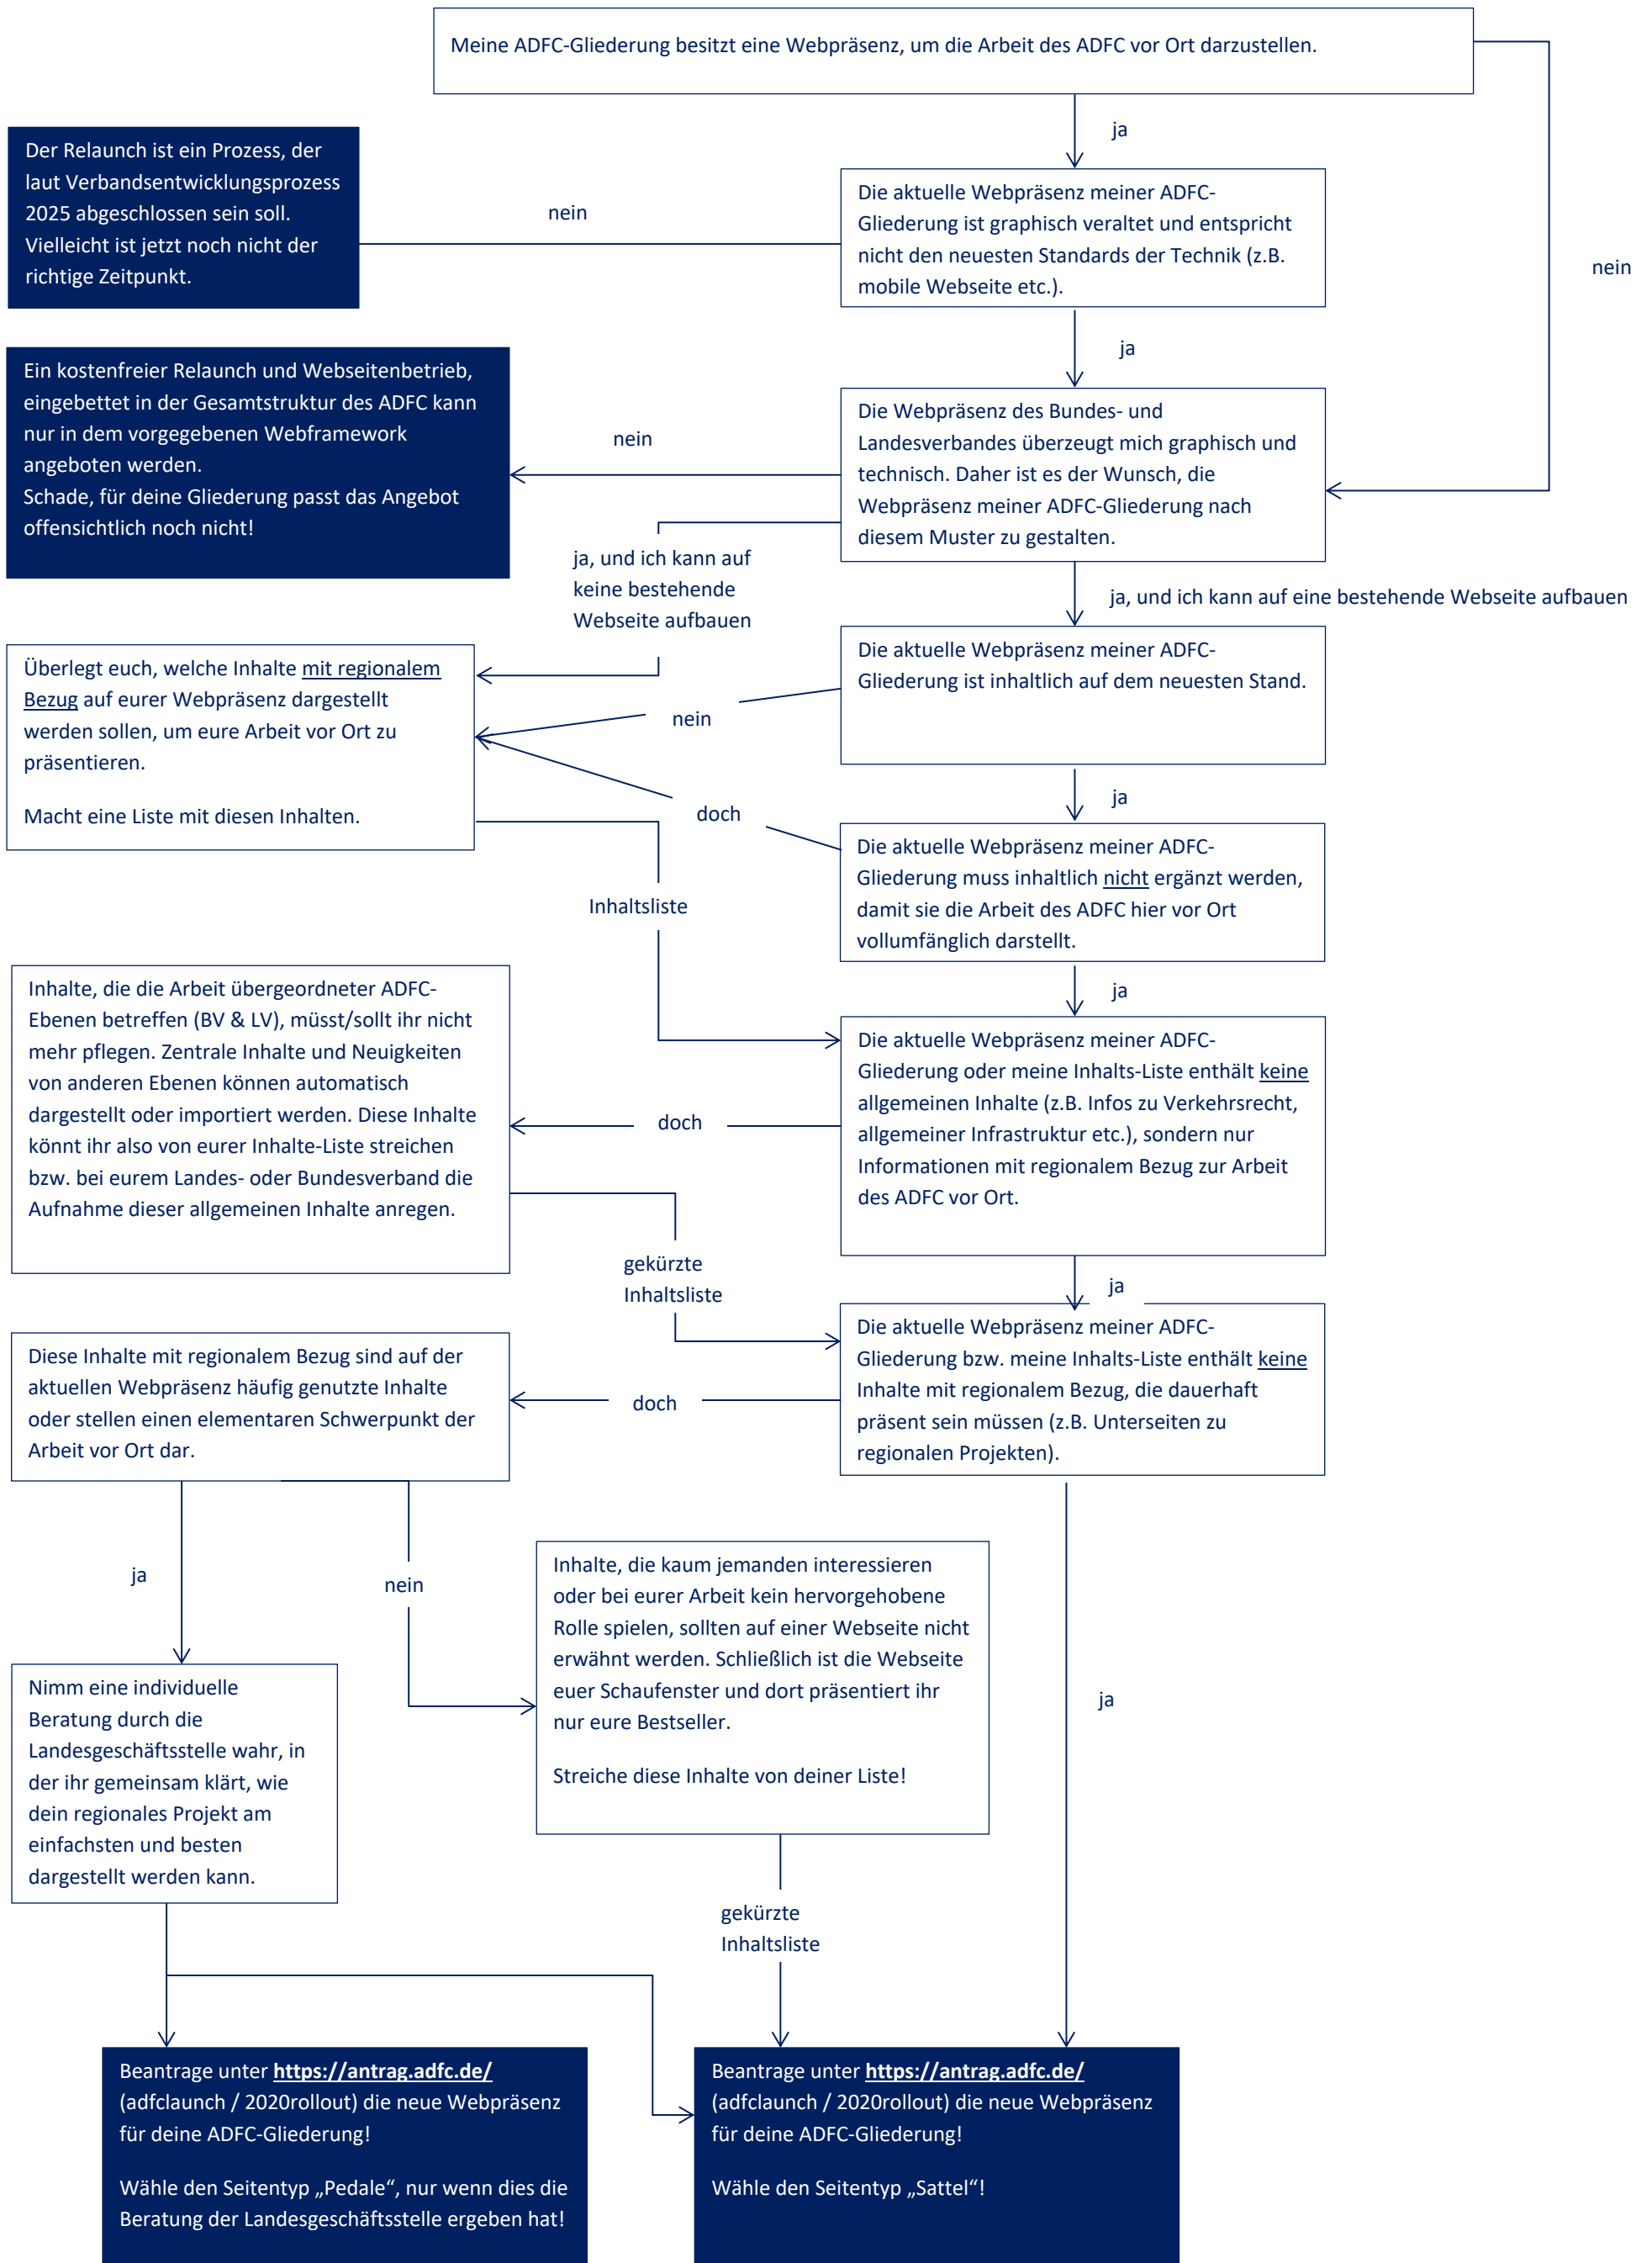 Meine ADFC-Gliederung besitzt eine Webpräsenz, um die Arbeit des ADFC vor Ort darzustellen.
ja
nein
Der Relaunch ist ein Prozess, der
laut Verbandsentwicklungsprozess
2025 abgeschlossen sein soll.
Vielleicht ist jetzt noch nicht der
richtige Zeitpunkt.
nein
Die aktuelle Webpräsenz meiner ADFC-
Gliederung ist graphisch veraltet und entspricht
nicht den neuesten Standards der Technik (z.B.
mobile Webseite etc.).
ja
Ein kostenfreier Relaunch und Webseitenbetrieb,
eingebettet in der Gesamtstruktur des ADFC kann
nur in dem vorgegebenen Webframework
angeboten werden.
Schade, für deine Gliederung passt das Angebot
offensichtlich noch nicht!
nein
Die Webpräsenz des Bundes- und
Landesverbandes überzeugt mich graphisch und
technisch. Daher ist es der Wunsch, die
Webpräsenz meiner ADFC-Gliederung nach
diesem Muster zu gestalten.
ja, und ich kann auf
keine bestehende
Webseite aufbauen
ja, und ich kann auf eine bestehende Webseite aufbauen
Überlegt euch, welche Inhalte mit regionalem
Bezug auf eurer Webpräsenz dargestellt
werden sollen, um eure Arbeit vor Ort zu
präsentieren.
Macht eine Liste mit diesen Inhalten.
nein
Die aktuelle Webpräsenz meiner ADFC-
Gliederung ist inhaltlich auf dem neuesten Stand.
ja
doch
Die aktuelle Webpräsenz meiner ADFC-
Gliederung muss inhaltlich nicht ergänzt werden,
damit sie die Arbeit des ADFC hier vor Ort
vollumfänglich darstellt.
Inhaltsliste
ja
Inhalte, die die Arbeit übergeordneter ADFC-
Ebenen betreffen (BV & LV), müsst/sollt ihr nicht
mehr pflegen. Zentrale Inhalte und Neuigkeiten
von anderen Ebenen können automatisch
dargestellt oder importiert werden. Diese Inhalte
könnt ihr also von eurer Inhalte-Liste streichen
bzw. bei eurem Landes- oder Bundesverband die
Aufnahme dieser allgemeinen Inhalte anregen.
doch
Die aktuelle Webpräsenz meiner ADFC-
Gliederung oder meine Inhalts-Liste enthält keine
allgemeinen Inhalte (z.B. Infos zu Verkehrsrecht,
allgemeiner Infrastruktur etc.), sondern nur
Informationen mit regionalem Bezug zur Arbeit
des ADFC vor Ort.
gekürzte
Inhaltsliste
ja
Diese Inhalte mit regionalem Bezug sind auf der
aktuellen Webpräsenz häufig genutzte Inhalte
oder stellen einen elementaren Schwerpunkt der
Arbeit vor Ort dar.
doch
Die aktuelle Webpräsenz meiner ADFC-
Gliederung bzw. meine Inhalts-Liste enthält keine
Inhalte mit regionalem Bezug, die dauerhaft
präsent sein müssen (z.B. Unterseiten zu
regionalen Projekten).
ja
nein
Inhalte, die kaum jemanden interessieren
oder bei eurer Arbeit kein hervorgehobene
Rolle spielen, sollten auf einer Webseite nicht
erwähnt werden. Schließlich ist die Webseite
euer Schaufenster und dort präsentiert ihr
nur eure Bestseller.
Streiche diese Inhalte von deiner Liste!
ja
Nimm eine individuelle
Beratung durch die
Landesgeschäftsstelle wahr, in
der ihr gemeinsam klärt, wie
dein regionales Projekt am
einfachsten und besten
dargestellt werden kann.
gekürzte
Inhaltsliste
Beantrage unter https://antrag.adfc.de/
(adfclaunch / 2020rollout) die neue Webpräsenz
für deine ADFC-Gliederung!
Wähle den Seitentyp „Pedale“, nur wenn dies die
Beratung der Landesgeschäftsstelle ergeben hat!
Beantrage unter https://antrag.adfc.de/
(adfclaunch / 2020rollout) die neue Webpräsenz
für deine ADFC-Gliederung!
Wähle den Seitentyp „Sattel“!